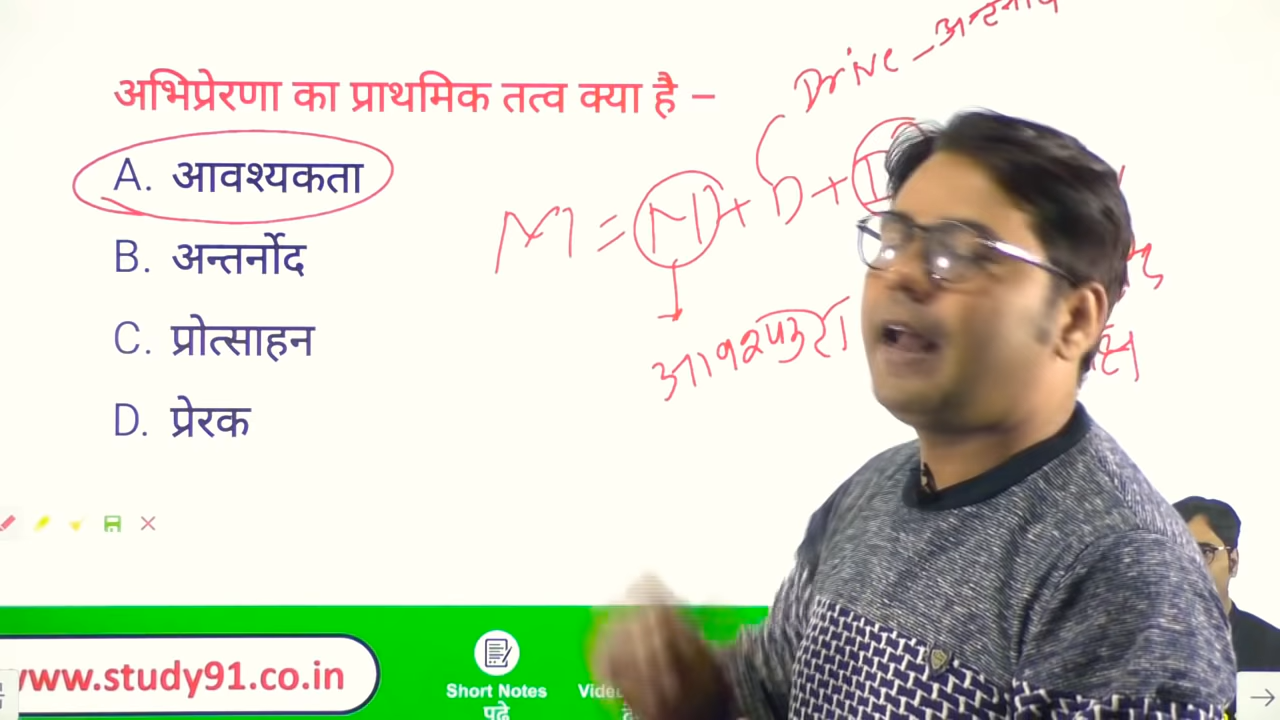 अभिप्रेरणा का प्राथमिक तत्व क्या है –
A. आवश्यकता
B. अन्तर्नोद
C. प्रोत्साहन
D. प्रेरक
Drive –
M = M + D + I
आवश्यकता
www.study91.co.in
Short Notes
पढ़े